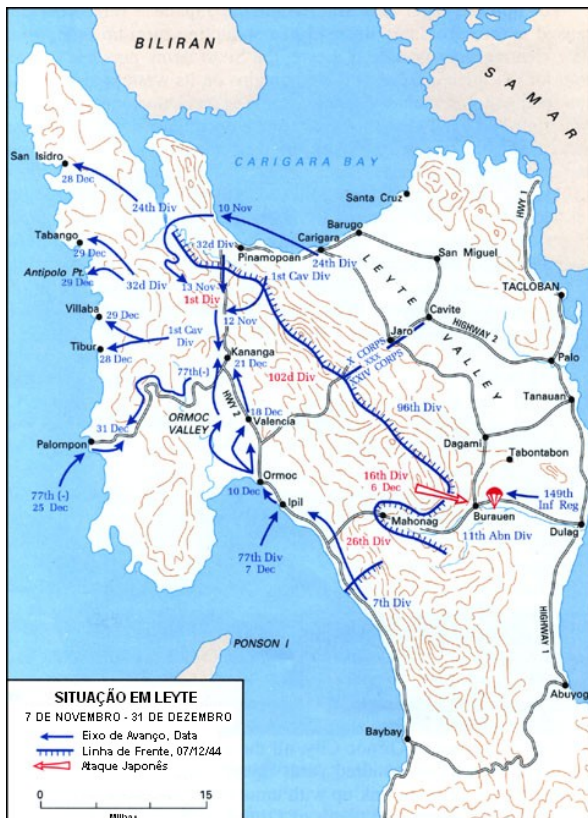 BILIRAN
SAMAR
CARIGARA BAY
San Isidro
28 Dec
24th Div
10 Nov
Santa Cruz
HWY 1
Tabango
29 Dec
32d Div
Pinamopoan
Carigara
Barugo
24th Div
San Miguel
1st Cav Div
Antipolo Pt.
29 Dec
32d Div
13 Nov
1st Div
LEYTE
VALLEY
TACLOBAN
Villaba
29 Dec
12 Nov
Cavite
HIGHWAY 2
Jaro
1st Cav
Div
Tibur
28 Dec
Kananga
21 Dec
X CORPS
XXX
XXIV CORPS
Palo
77th(-)
102d Div
HWY 2
Tanauan
ORMOC
VALLEY
18 Dec
Valencia
96th Div
31 Dec
Dagami
Palompon
Tabontabon
77th (-)
25 Dec
Ormoc
10 Dec
16th Div
6 Dec
149th
Inf Reg
Ipil
Mahonag
Burauen
Dulag
26th Div
11th Abn Div
77th Div
7 Dec
7th Div
HIGHWAY 1
PONSON I
Abuyog
Baybay
SITUAÇÃO EM LEYTE
7 DE NOVEMBRO - 31 DE DEZEMBRO
Eixo de Avanço, Data
Linha de Frente, 07/12/44
Ataque Japonês
0
15